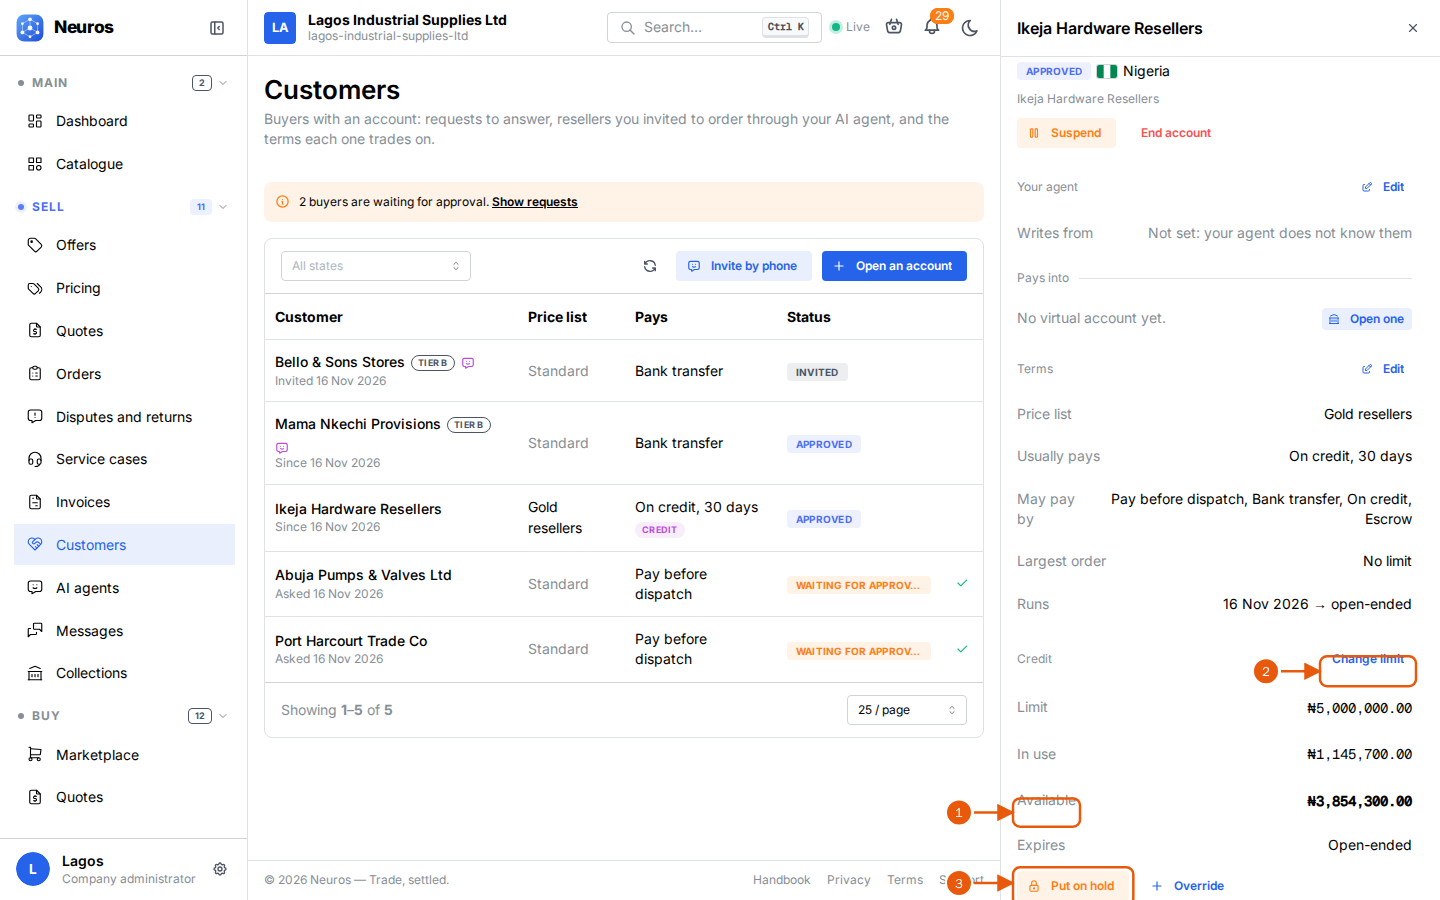 Neuros
MAIN
2
Dashboard
Catalogue
SELL
11
Offers
Pricing
Quotes
Orders
Disputes and returns
Service cases
Invoices
Customers
AI agents
Messages
Collections
BUY
12
Marketplace
Quotes
L
Lagos
Company administrator
LA
Lagos Industrial Supplies Ltd
lagos-industrial-supplies-ltd
Search...
Ctrl K
Live
29
Customers
Buyers with an account: requests to answer, resellers you invited to order through your AI agent, and the
terms each one trades on.
2 buyers are waiting for approval. Show requests
All states
Invite by phone
Open an account
Customer Price list Pays Status
Bello & Sons Stores TIER B
Invited 16 Nov 2026
Standard
Bank transfer
INVITED
Mama Nkechi Provisions TIER B
Since 16 Nov 2026
Standard
Bank transfer
APPROVED
Ikeja Hardware Resellers
Since 16 Nov 2026
Gold
resellers
On credit, 30 days
CREDIT
APPROVED
Abuja Pumps & Valves Ltd
Asked 16 Nov 2026
Standard
Pay before
dispatch
WAITING FOR APPROV...
Port Harcourt Trade Co
Asked 16 Nov 2026
Standard
Pay before
dispatch
WAITING FOR APPROV...
Showing 1–5 of 5
25 / page
© 2026 Neuros — Trade, settled.
Handbook Privacy Terms
Ikeja Hardware Resellers
APPROVED Nigeria
Ikeja Hardware Resellers
Suspend
End account
Your agent
Edit
Writes from
Not set: your agent does not know them
Pays into
No virtual account yet.
Open one
Terms
Edit
Price list
Gold resellers
Usually pays
On credit, 30 days
May pay
by
Pay before dispatch, Bank transfer, On credit,
Escrow
Largest order
No limit
Runs
16 Nov 2026 → open-ended
Credit
2
Change limit
Limit
₦5,000,000.00
In use
₦1,145,700.00
1
Available
₦3,854,300.00
Expires
Open-ended
3
Put on hold
Override